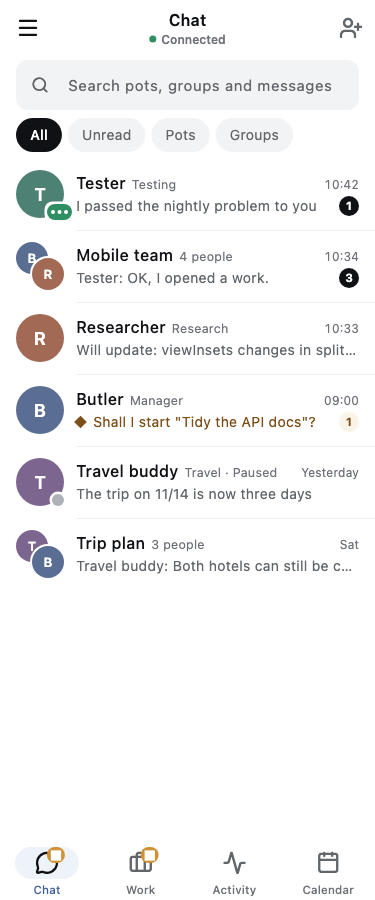 Chat
Connected
Search pots, groups and messages
All Unread Pots Groups
T Tester Testing 10:42
I passed the nightly problem to you 1
B R Mobile team 4 people 10:34
Tester: OK, I opened a work. 3
R Researcher Research 10:33
Will update: viewInsets changes in split…
B Butler Manager 09:00
Shall I start "Tidy the API docs"? 1
T Travel buddy Travel · Paused Yesterday
The trip on 11/14 is now three days
T B Trip plan 3 people Sat
Travel buddy: Both hotels can still be c…
Chat Work Activity Calendar